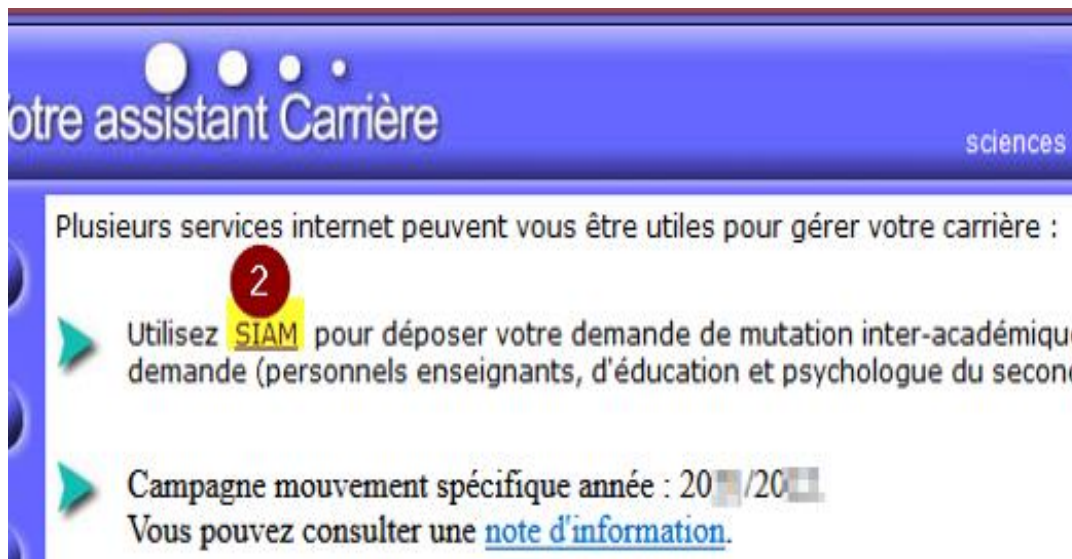 otre assistant Carrière
sciences
Plusieurs services internet peuvent vous être utiles pour gérer votre carrière :
2
Utilisez SIAM pour déposer votre demande de mutation inter-académique
demande (personnels enseignants, d'éducation et psychologue du second
Campagne mouvement spécifique année : 20 /20
Vous pouvez consulter une note d'information.